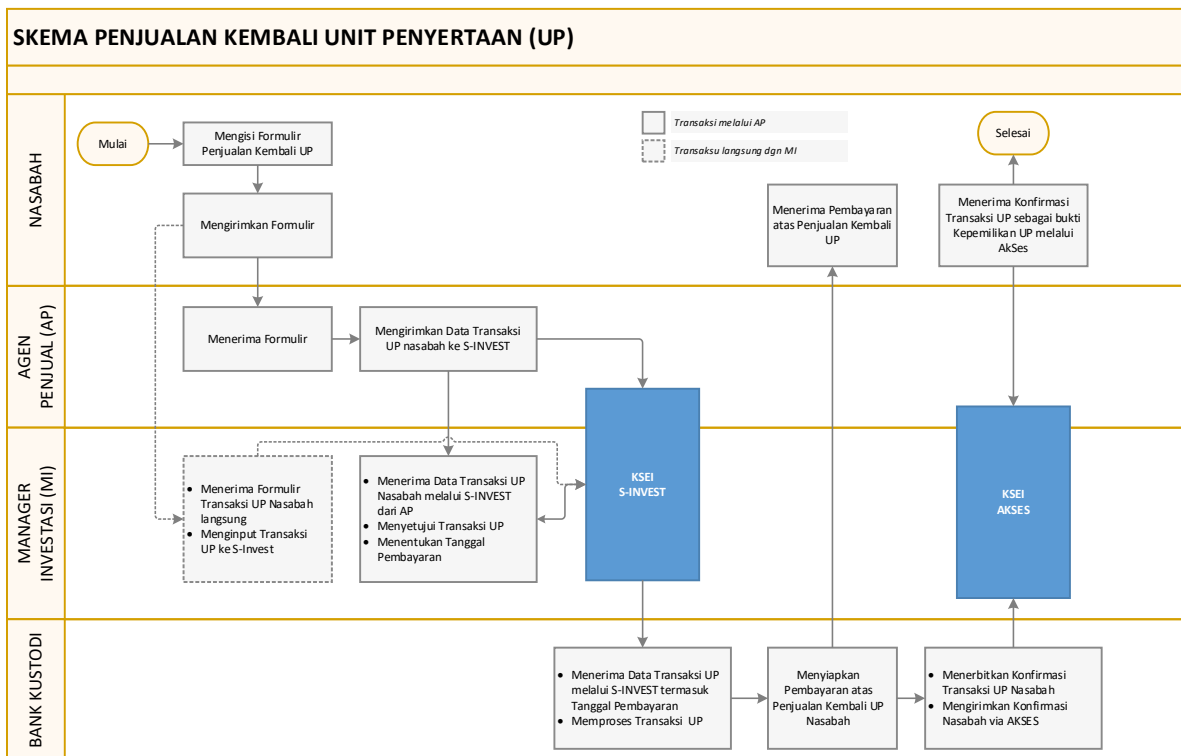 SKEMA PENJUALAN KEMBALI UNIT PENYERTAAN (UP)
NASABAH
Mulai
Mengisi Formulir
Penjualan Kembali UP
Transaksi melalui AP
Transaksu langsung dgn MI
Selesai
Mengirimkan Formulir
Menerima Pembayaran
atas Penjualan Kembali
UP
Menerima Konfirmasi
Transaksi UP sebagai bukti
Kepemilikan UP melalui
AkSes
AGEN
PENJUAL (AP)
Menerima Formulir
Mengirimkan Data Transaksi
UP nasabah ke S-INVEST
MANAGER
INVESTASI (MI)
• Menerima Formulir
Transaksi UP Nasabah
langsung
• Menginput Transaksi
UP ke S-Invest
• Menerima Data Transaksi UP
Nasabah melalui S-INVEST
dari AP
• Menyetujui Transaksi UP
• Menentukan Tanggal
Pembayaran
KSEI
S-INVEST
KSEI
AKSES
BANK KUSTODI
• Menerima Data Transaksi UP
melalui S-INVEST termasuk
Tanggal Pembayaran
• Memproses Transaksi UP
Menyiapkan
Pembayaran atas
Penjualan Kembali UP
Nasabah
• Menerbitkan Konfirmasi
Transaksi UP Nasabah
• Mengirimkan Konfirmasi
Nasabah via AKSES